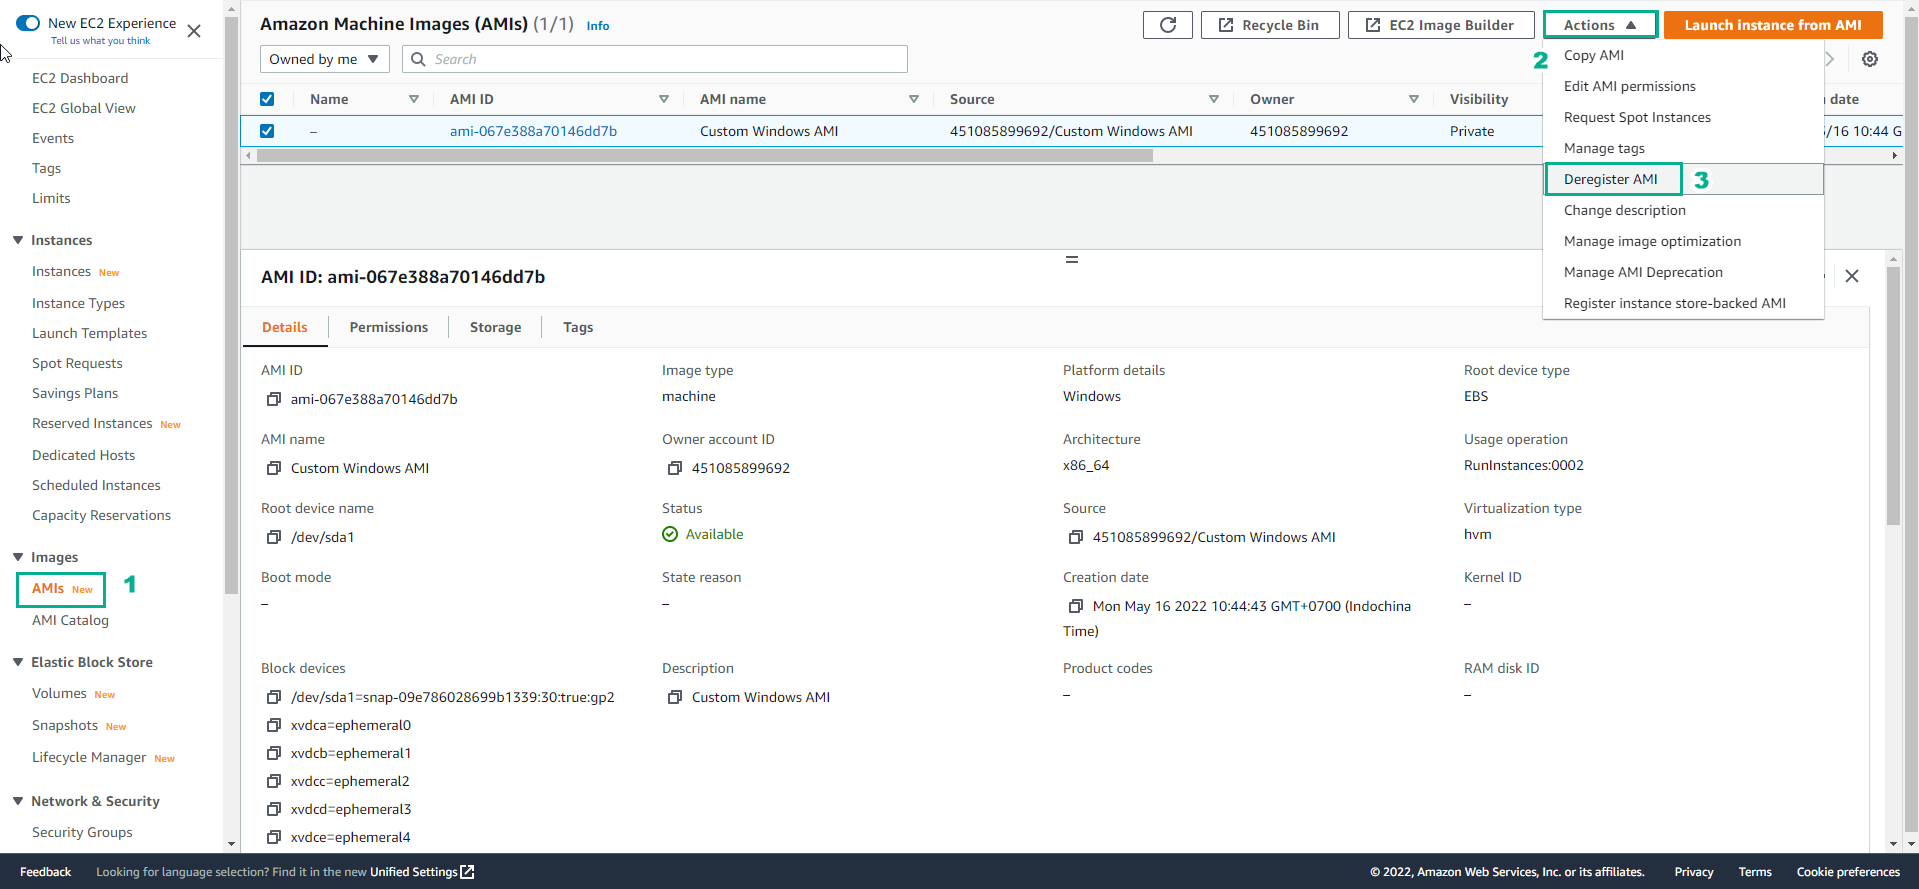 New EC2 Experience
Tell us what you think
EC2 Dashboard
EC2 Global View
Events
Tags
Limits
Instances
Instances New
Instance Types
Launch Templates
Spot Requests
Savings Plans
Reserved Instances New
Dedicated Hosts
Scheduled Instances
Capacity Reservations
Images
AMIs New 1
AMI Catalog
Elastic Block Store
Volumes New
Snapshots New
Lifecycle Manager New
Network & Security
Security Groups
Amazon Machine Images (AMIs) (1/1) Info
Recycle Bin
EC2 Image Builder
Actions
Launch instance from AMI
Owned by me
Search
2
Copy AMI
Edit AMI permissions
Request Spot Instances
Manage tags
Deregister AMI 3
Change description
Manage image optimization
Manage AMI Deprecation
Register instance store-backed AMI
Name AMI ID AMI name Source Owner Visibility date
– ami-067e388a70146dd7b Custom Windows AMI 451085899692/Custom Windows AMI 451085899692 Private /16 10:44 G
AMI ID: ami-067e388a70146dd7b
Details Permissions Storage Tags
AMI ID Image type Platform details Root device type
ami-067e388a70146dd7b machine Windows EBS
AMI name Owner account ID Architecture Usage operation
Custom Windows AMI 451085899692 x86_64 RunInstances:0002
Root device name Status Source Virtualization type
/dev/sda1 Available 451085899692/Custom Windows AMI hvm
Boot mode State reason Creation date Kernel ID
– – Mon May 16 2022 10:44:43 GMT+0700 (Indochina –
Time)
Block devices Description Product codes RAM disk ID
/dev/sda1=snap-09e786028699b1339:30:true:gp2 Custom Windows AMI – –
xvdca=ephemeral0
xvdcb=ephemeral1
xvdcc=ephemeral2
xvdcd=ephemeral3
xvdce=ephemeral4
Feedback Looking for language selection? Find it in the new Unified Settings © 2022, Amazon Web Services, Inc. or its affiliates. Privacy Terms Cookie preferences